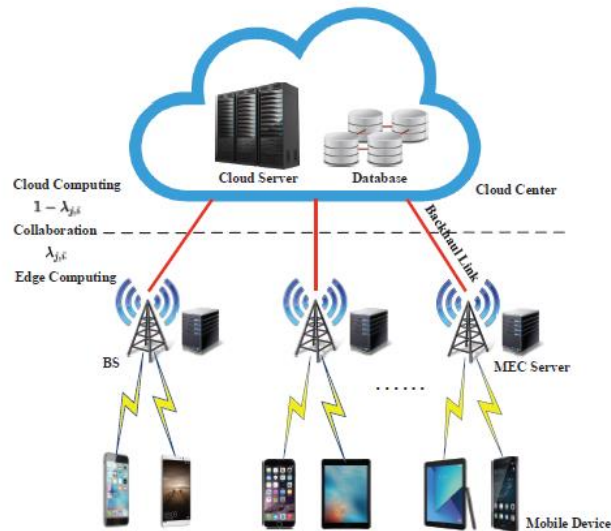 Cloud Server
Database
Cloud Computing
Cloud Center
1 − λj,i
Collaboration
λj,i
Edge Computing
Backhaul Link
BS
MEC Server
......
Mobile Device